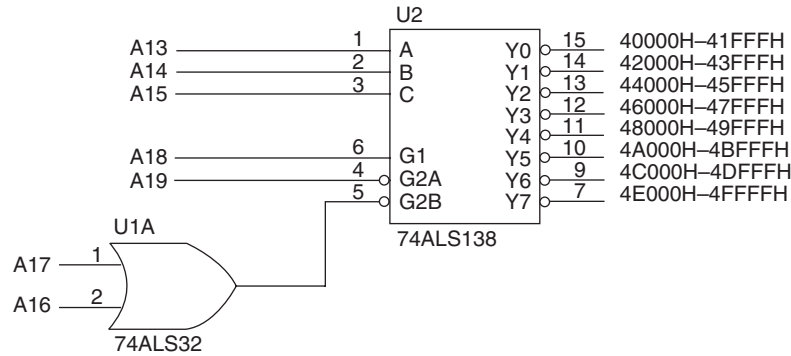 U2
A13 1 A Y0 15 40000H–41FFFH
A14 2 B Y1 14 42000H–43FFFH
A15 3 C Y2 13 44000H–45FFFH
Y3 12 46000H–47FFFH
Y4 11 48000H–49FFFH
A18 6 G1 Y5 10 4A000H–4BFFFH
A19 4 G2A Y6 9 4C000H–4DFFFH
5 G2B Y7 7 4E000H–4FFFFH
U1A
74ALS138
A17 1
A16 2
74ALS32